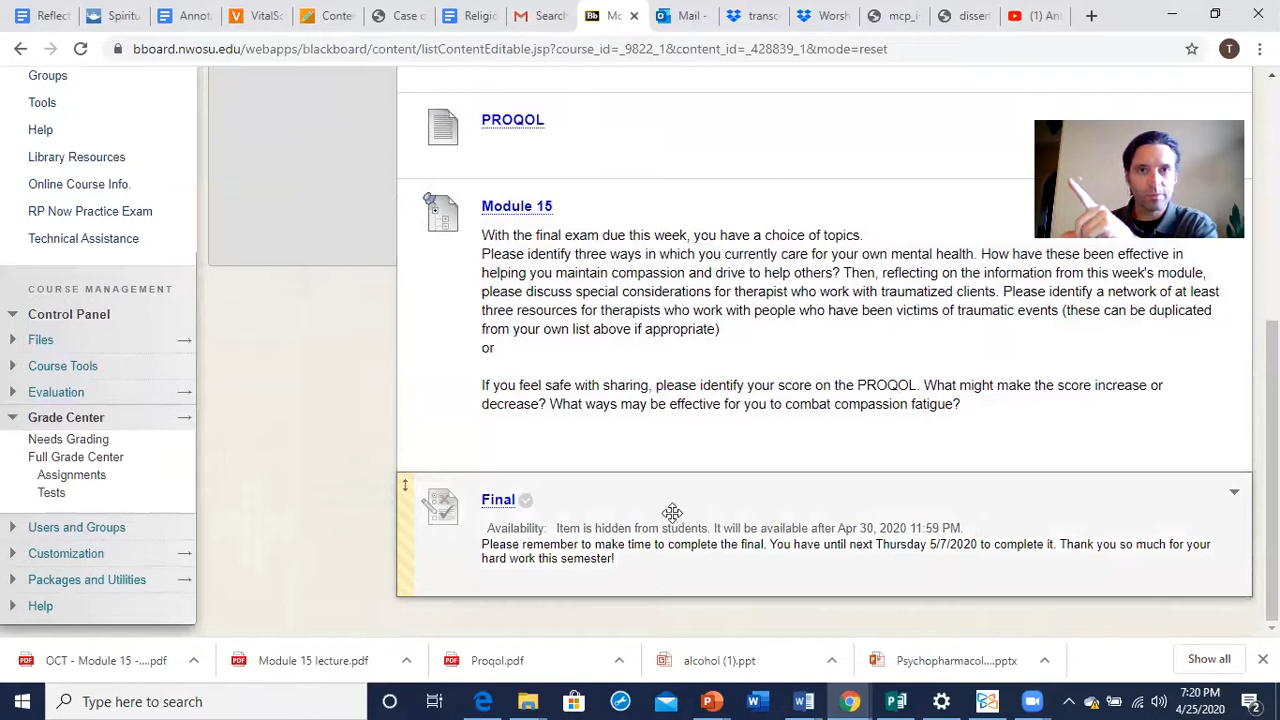 Reflect
Spiritu
Annota
VitalSo
Conten
Case o
Religio
Search
Bb
Mo
Mail -
transc
Worsh
mcp_i
dissert
(1) An
bboard.nwosu.edu/webapps/blackboard/content/listContentEditable.jsp?course_id=_9822_1&content_id=_428839_1&mode=reset
T
Groups
Tools
Help
Library Resources
Online Course Info.
RP Now Practice Exam
Technical Assistance
COURSE MANAGEMENT
Control Panel
Files
Course Tools
Evaluation
Grade Center
Needs Grading
Full Grade Center
Assignments
Tests
Users and Groups
Customization
Packages and Utilities
Help
PROQOL
Module 15
With the final exam due this week, you have a choice of topics.
Please identify three ways in which you currently care for your own mental health. How have these been effective in
helping you maintain compassion and drive to help others? Then, reflecting on the information from this week's module,
please discuss special considerations for therapist who work with traumatized clients. Please identify a network of at least
three resources for therapists who work with people who have been victims of traumatic events (these can be duplicated
from your own list above if appropriate)
or
If you feel safe with sharing, please identify your score on the PROQOL. What might make the score increase or
decrease? What ways may be effective for you to combat compassion fatigue?
Final
Availability: Item is hidden from students. It will be available after Apr 30, 2020 11:59 PM.
Please remember to make time to complete the final. You have until next Thursday 5/7/2020 to complete it. Thank you so much for your
hard work this semester!
OCT - Module 15 -....pdf
Module 15 lecture.pdf
Proqol.pdf
alcohol (1).ppt
Psychopharmacol....pptx
Show all
Type here to search
7:20 PM
4/25/2020
2